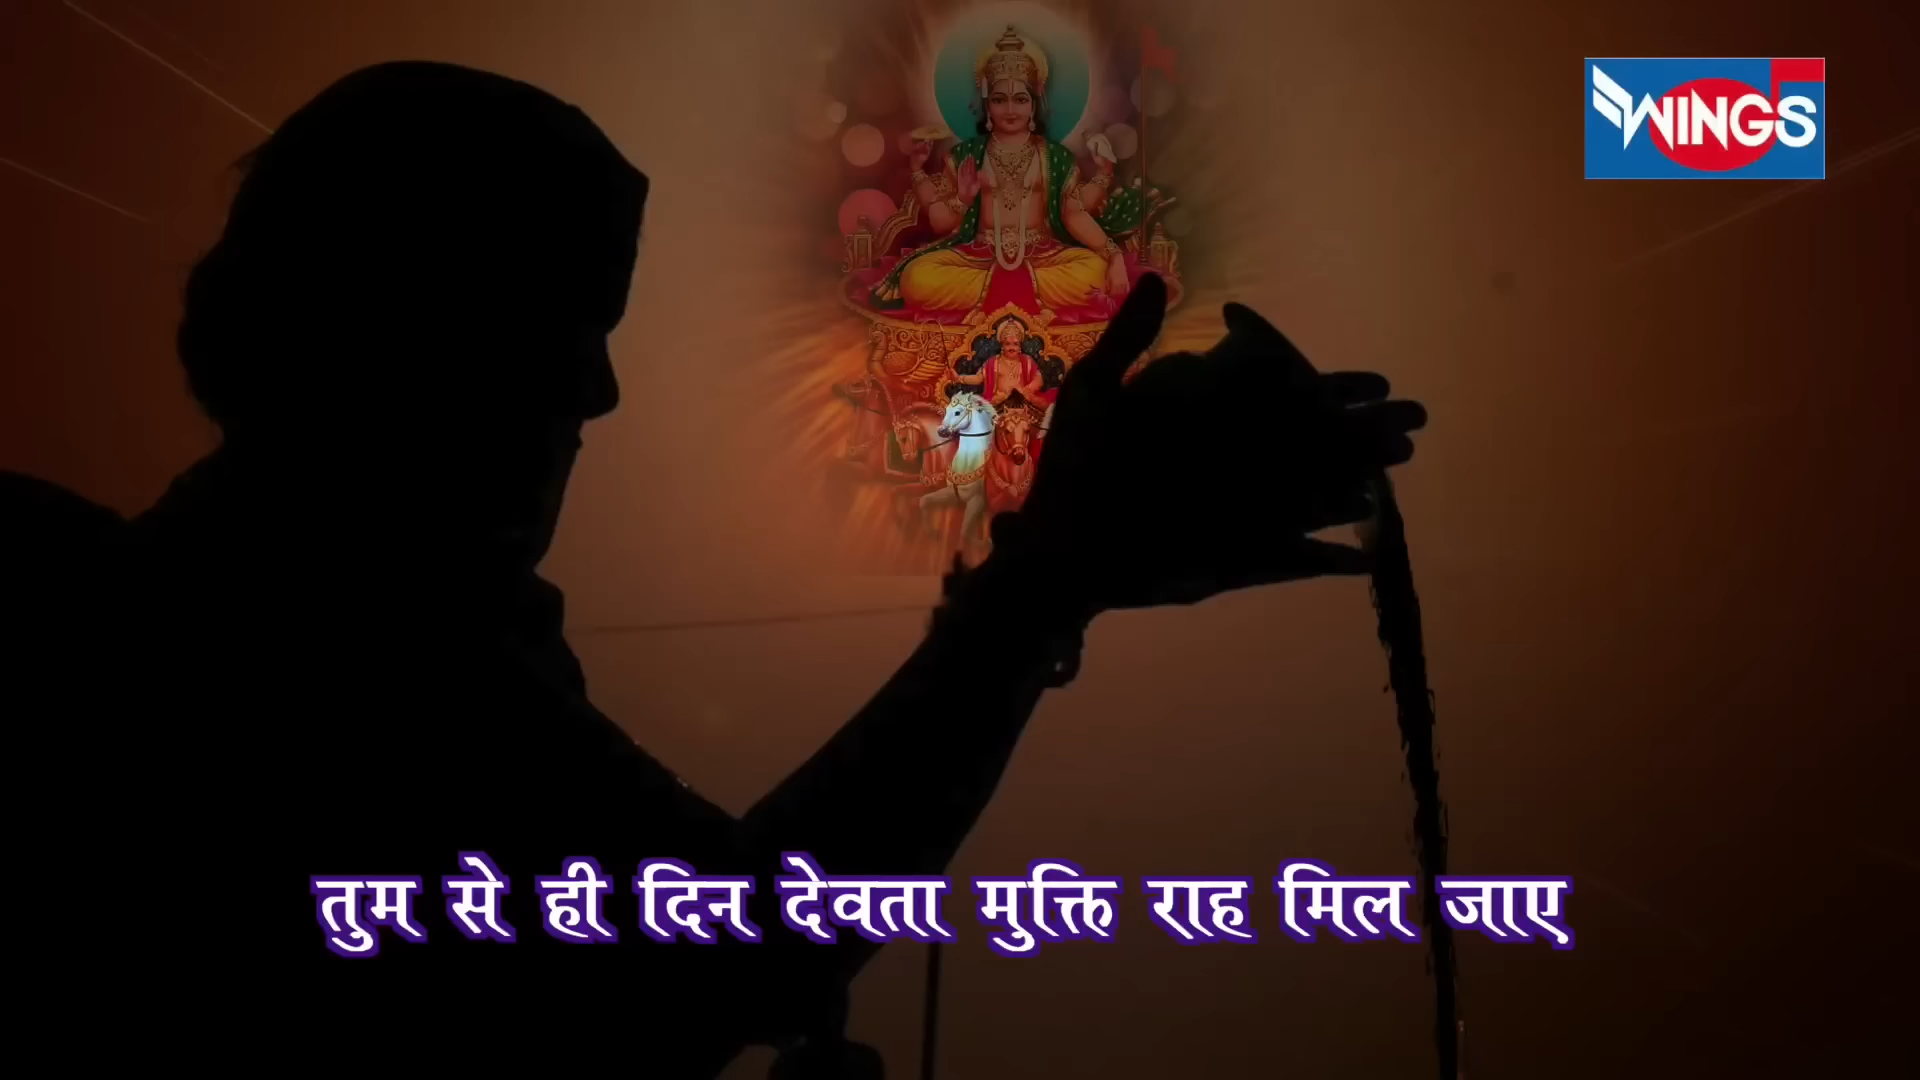 WINGS
तुम से ही दिन देवता मुक्ति राह मिल जाए